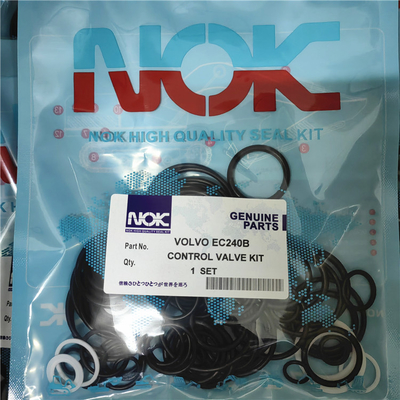 NOK
NOK HIGH QUALITY SEAL KIT
NOK
GENUINE
PARTS
Part No. VOLVO EC240B
CONTROL VALVE KIT
Qty. 1 SET